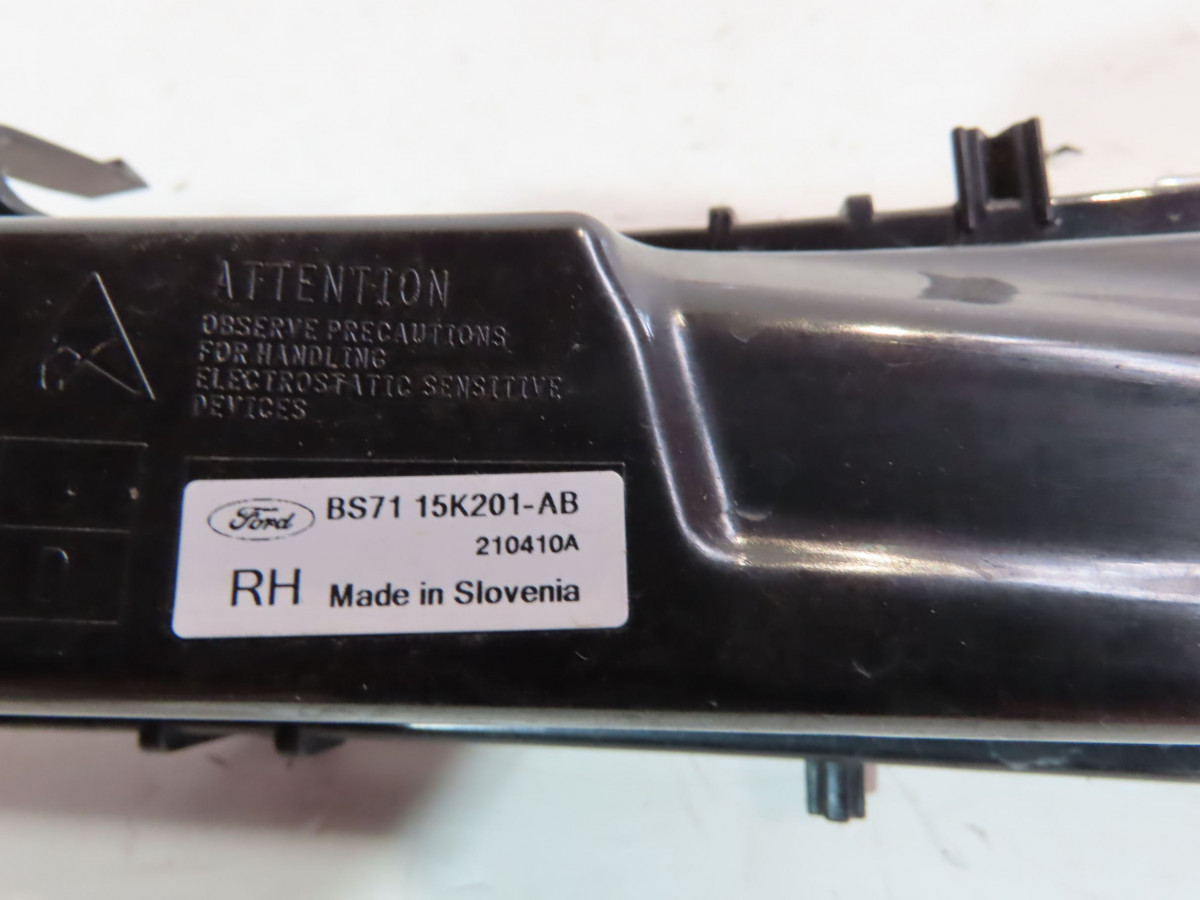 ATTENTION
OBSERVE PRECAUTIONS
FOR HANDLING
ELECTROSTATIC SENSITIVE
DEVICES
D
Ford BS71 15K201-AB
210410A
RH Made in Slovenia